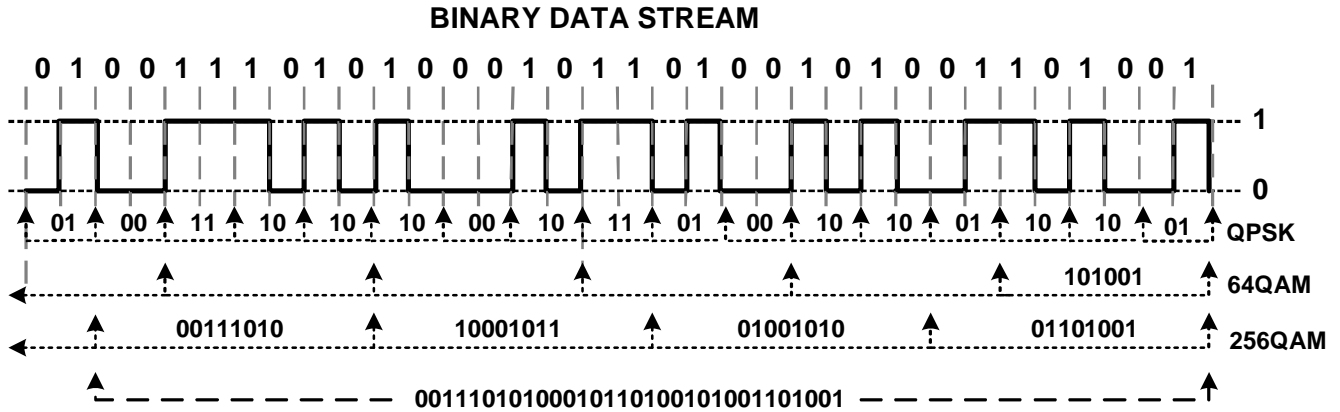 BINARY DATA STREAM
0 1 0 0 1 1 1 0 1 0 1 0 0 0 1 0 1 1 0 1 0 0 1 0 1 0 0 1 1 0 1 0 0 1
1
0
01 00 11 10 10 10 00 10 11 01 00 10 10 01 10 10 01 QPSK
101001 64QAM
00111010 10001011 01001010 01101001 256QAM
00111010100010110100101001101001